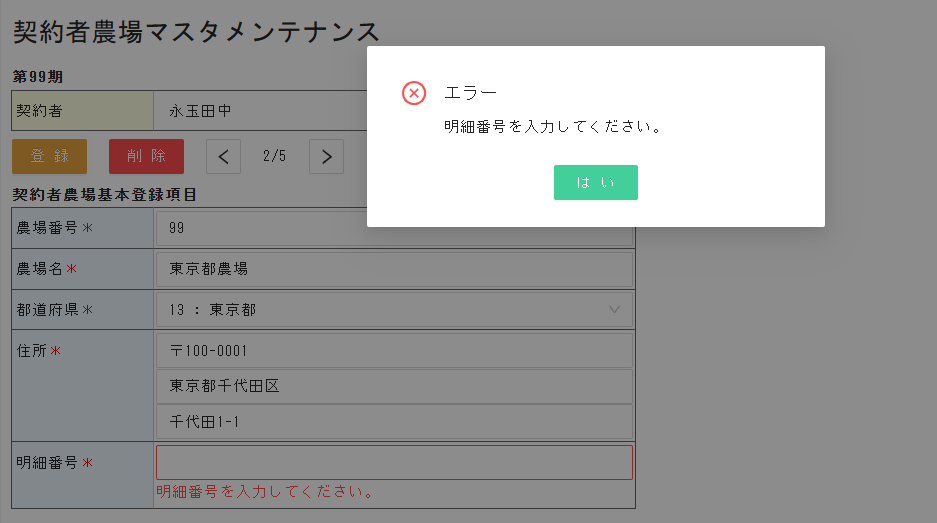 契約者農場マスタメンテナンス
第99期
契約者 永玉田中
登 録 削 除 < 2/5 >
エラー
明細番号を入力してください。
は い
契約者農場基本登録項目
農場番号* 99
農場名* 東京都農場
都道府県* 13 : 東京都
住所* 〒100-0001
東京都千代田区
千代田1-1
明細番号*
明細番号を入力してください。